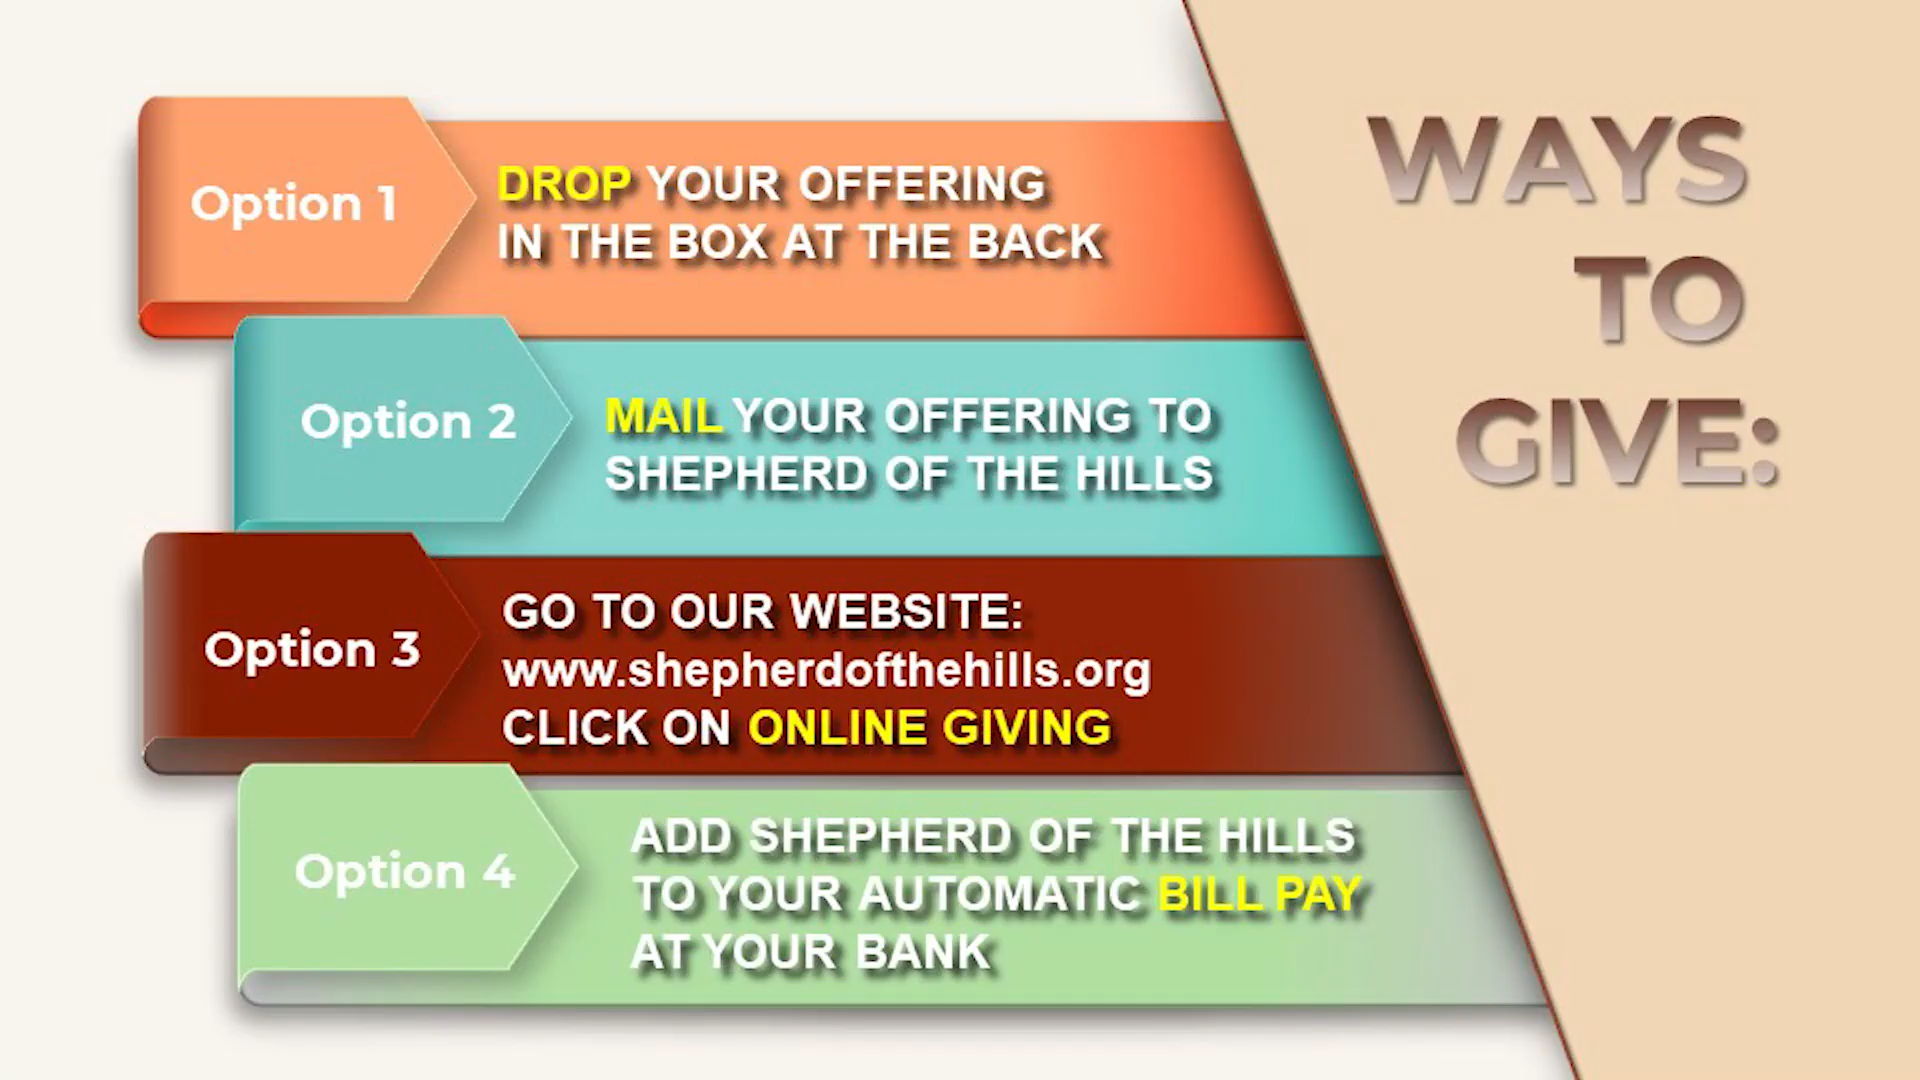 WAYS
TO
GIVE:
Option 1
DROP YOUR OFFERING
IN THE BOX AT THE BACK
Option 2
MAIL YOUR OFFERING TO
SHEPHERD OF THE HILLS
Option 3
GO TO OUR WEBSITE:
www.shepherdofthehills.org
CLICK ON ONLINE GIVING
Option 4
ADD SHEPHERD OF THE HILLS
TO YOUR AUTOMATIC BILL PAY
AT YOUR BANK